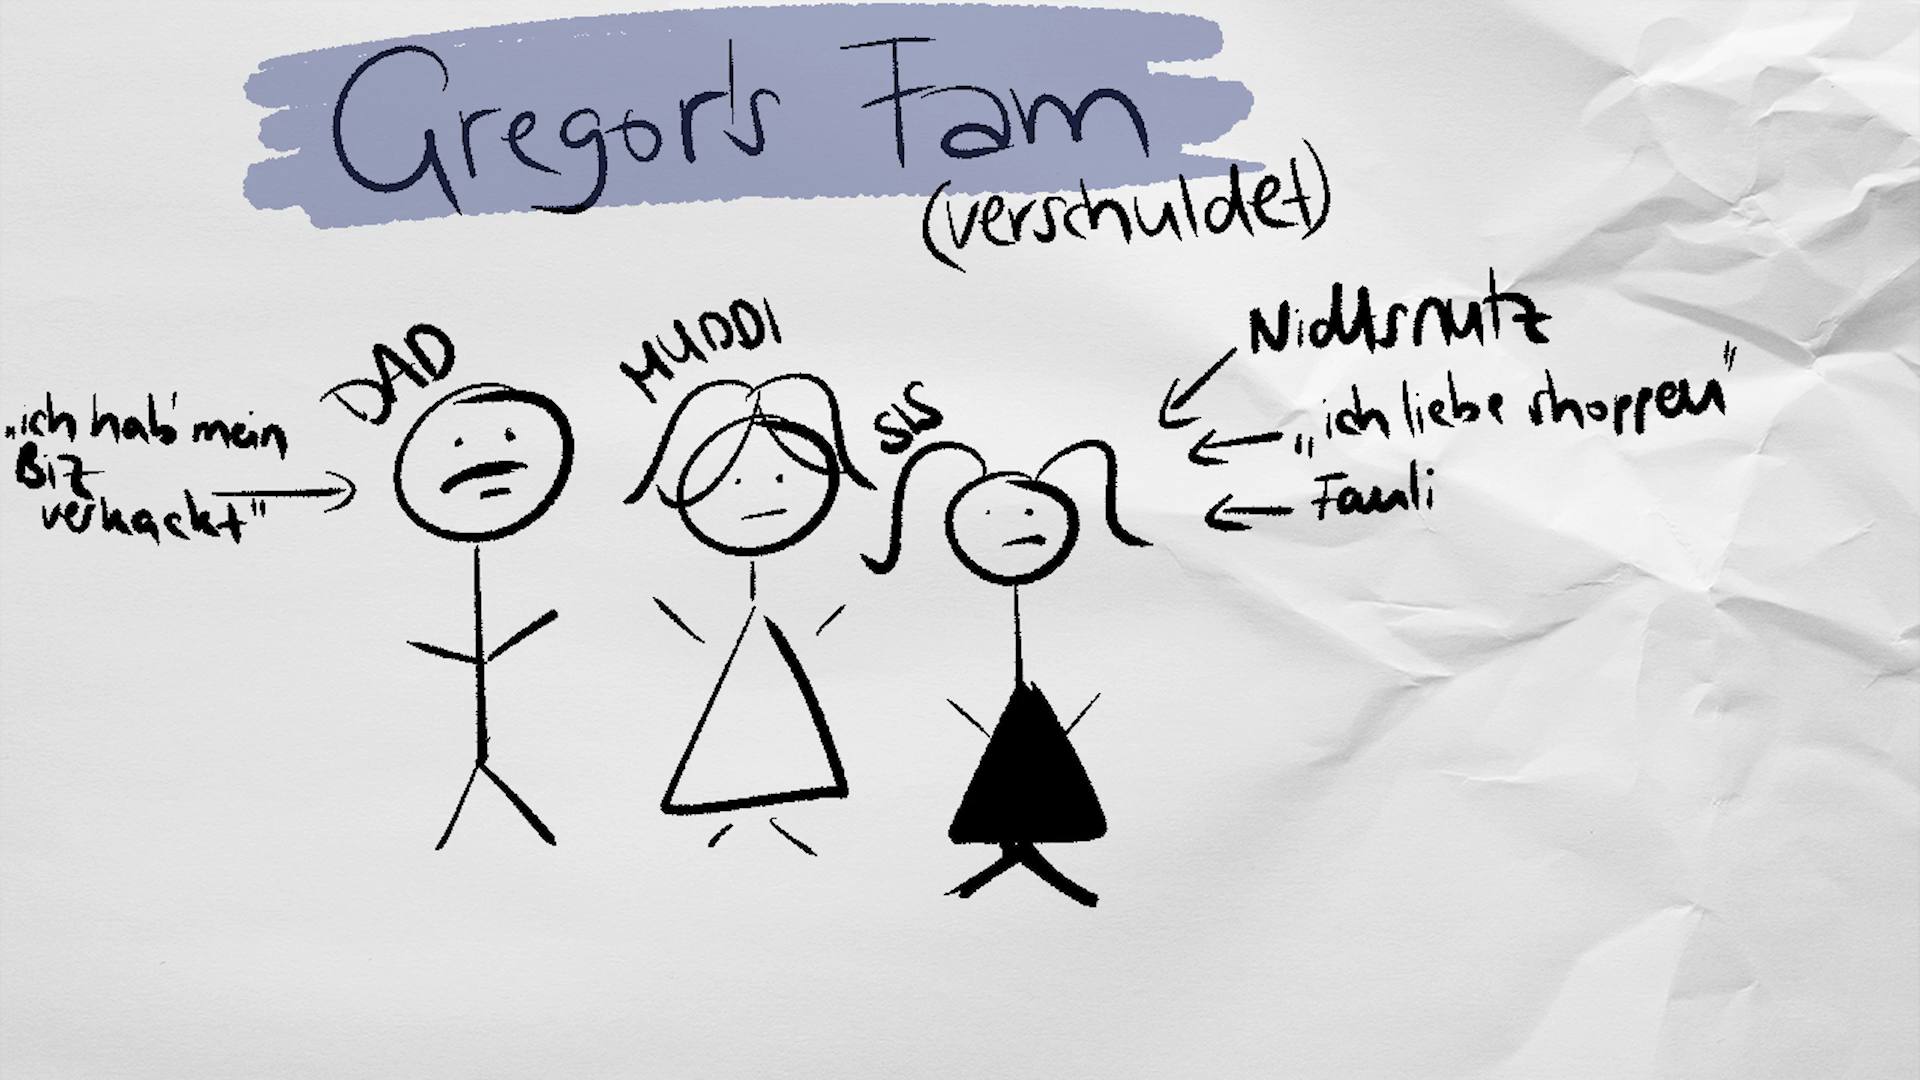 Gregor's Fam
(verschuldet)
DAD
MUDDI
SIS
„ich hab' mein
Biz
verkackt"
Nichtsnutz
„ich liebe shoppen"
Fauli